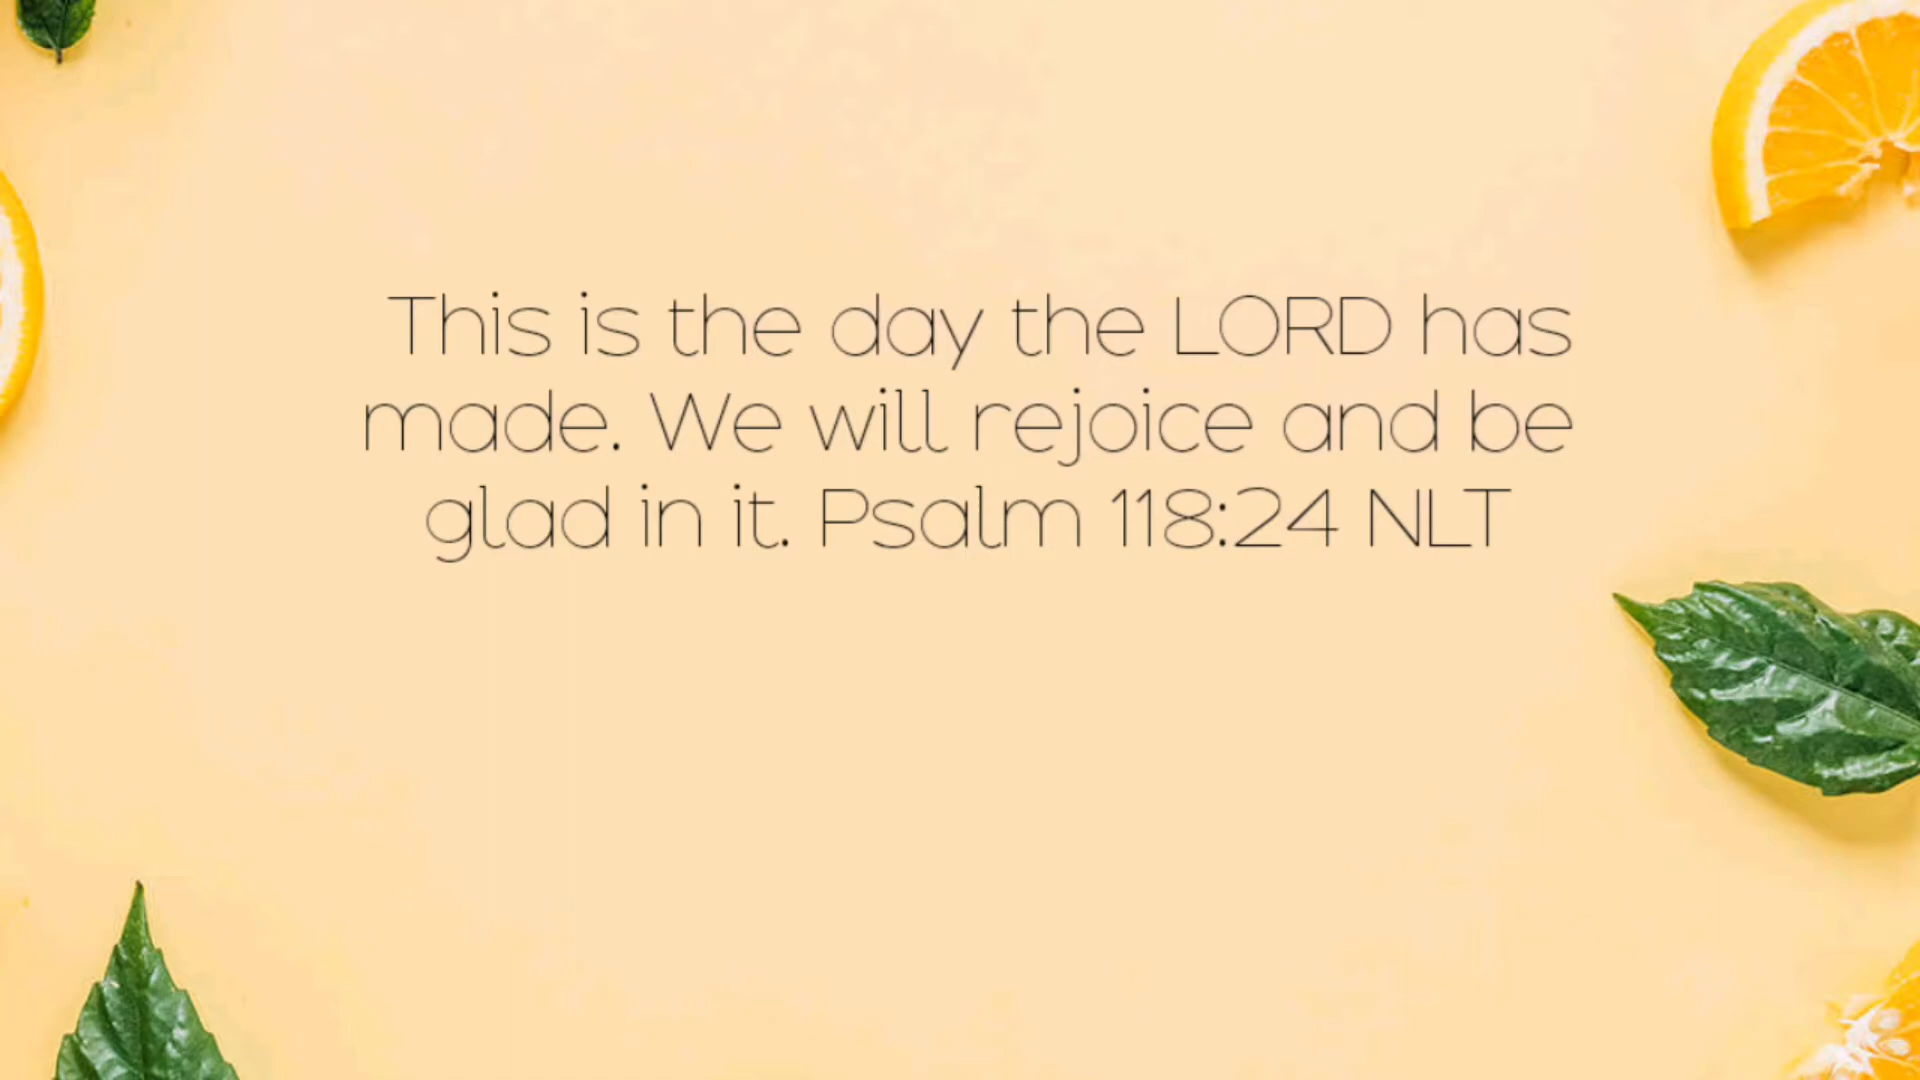 This is the day the LORD has
made. We will rejoice and be
glad in it. Psalm 118:24 NLT